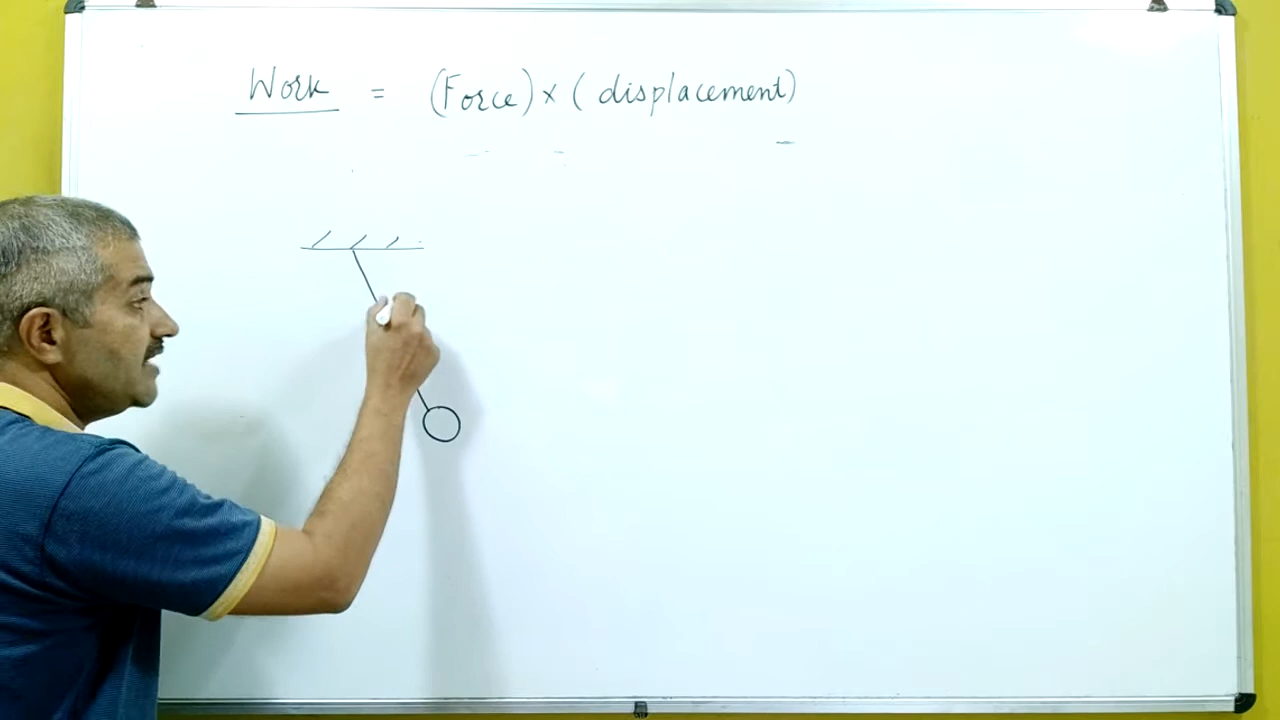 Work = (Force) × (displacement)